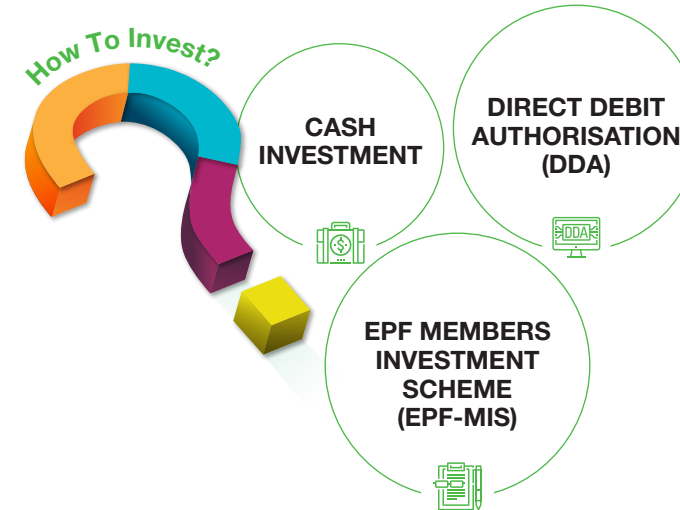 How To Invest?
CASH
INVESTMENT
DIRECT DEBIT
AUTHORISATION
(DDA)
DDA
EPF MEMBERS
INVESTMENT
SCHEME
(EPF-MIS)